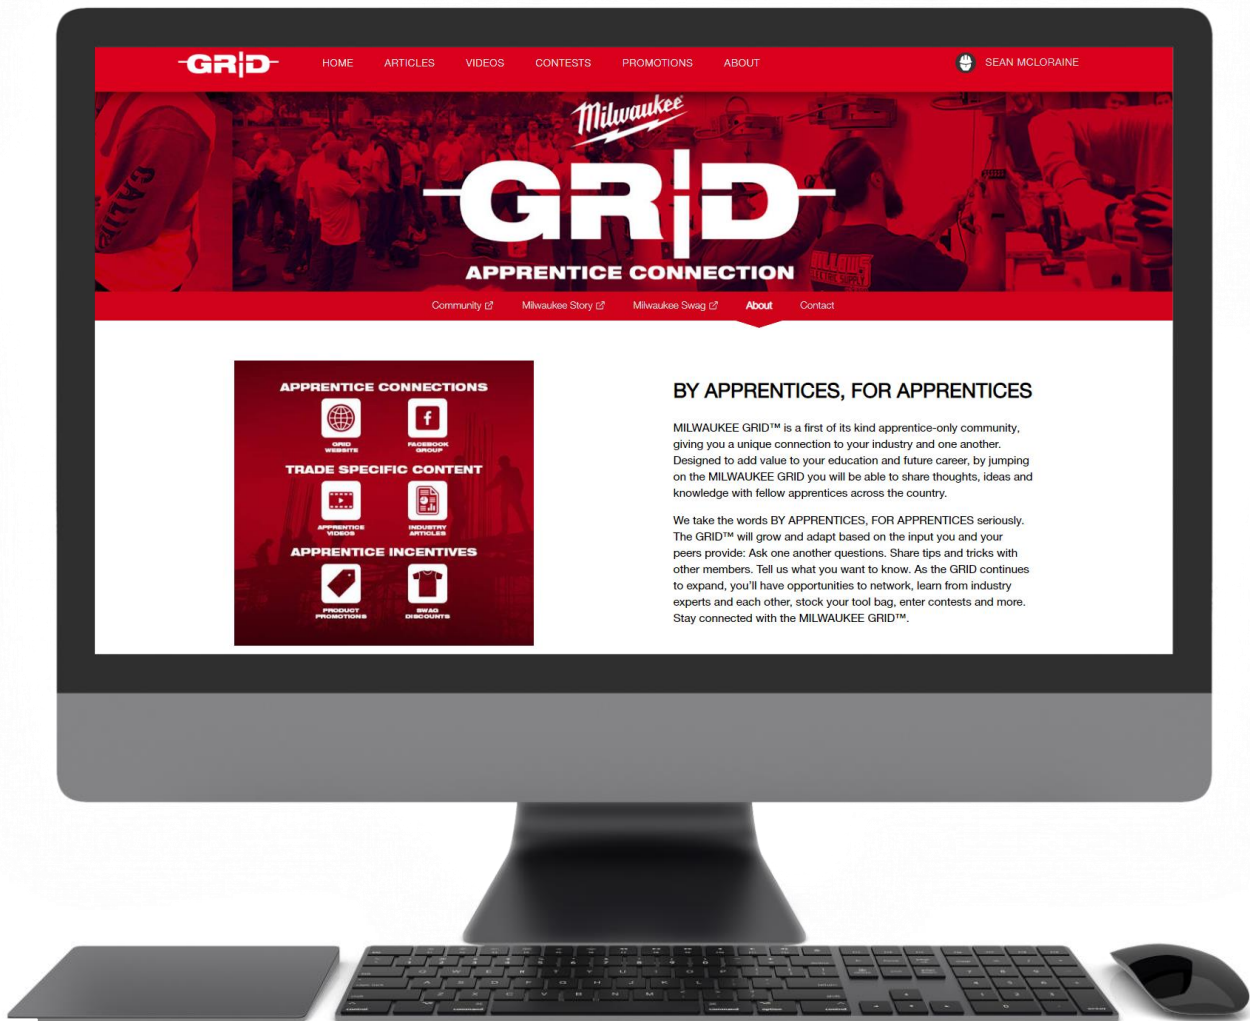 GRID
HOME ARTICLES VIDEOS CONTESTS PROMOTIONS ABOUT
SEAN MCLORAINE
Milwaukee
GRID
APPRENTICE CONNECTION
Community Milwaukee Story Milwaukee Swag About Contact
APPRENTICE CONNECTIONS
GRID WEBSITE
FACEBOOK GROUP
TRADE SPECIFIC CONTENT
APPRENTICE VIDEOS
INDUSTRY ARTICLES
APPRENTICE INCENTIVES
PRODUCT PROMOTIONS
SWAG DISCOUNTS
BY APPRENTICES, FOR APPRENTICES
MILWAUKEE GRID™ is a first of its kind apprentice-only community,
giving you a unique connection to your industry and one another.
Designed to add value to your education and future career, by jumping
on the MILWAUKEE GRID you will be able to share thoughts, ideas and
knowledge with fellow apprentices across the country.
We take the words BY APPRENTICES, FOR APPRENTICES seriously.
The GRID™ will grow and adapt based on the input you and your
peers provide: Ask one another questions. Share tips and tricks with
other members. Tell us what you want to know. As the GRID continues
to expand, you'll have opportunities to network, learn from industry
experts and each other, stock your tool bag, enter contests and more.
Stay connected with the MILWAUKEE GRID™.